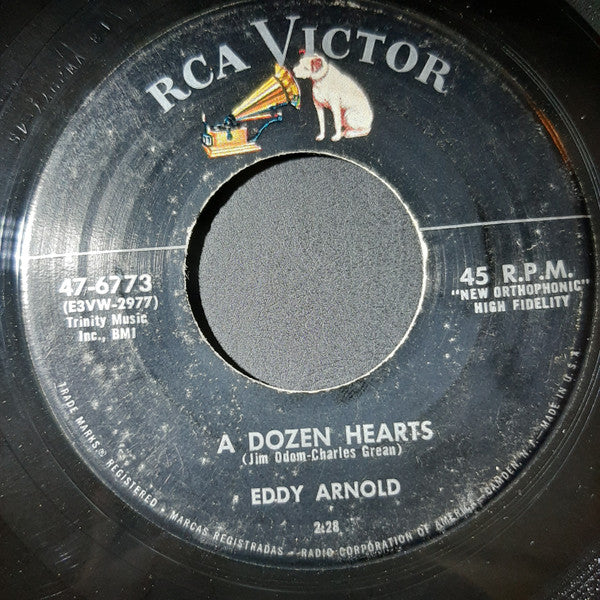 RCA VICTOR
47-6773
(E3VW-2977)
Trinity Music
Inc., BMI
45 R.P.M.
"NEW ORTHOPHONIC"
HIGH FIDELITY
A DOZEN HEARTS
(Jim Odom-Charles Grean)
EDDY ARNOLD
2:28
TRADE MARKS ® REGISTERED - MARCAS REGISTRADAS - RADIO CORPORATION OF AMERICA - CAMDEN, N.J. - MADE IN U.S.A.